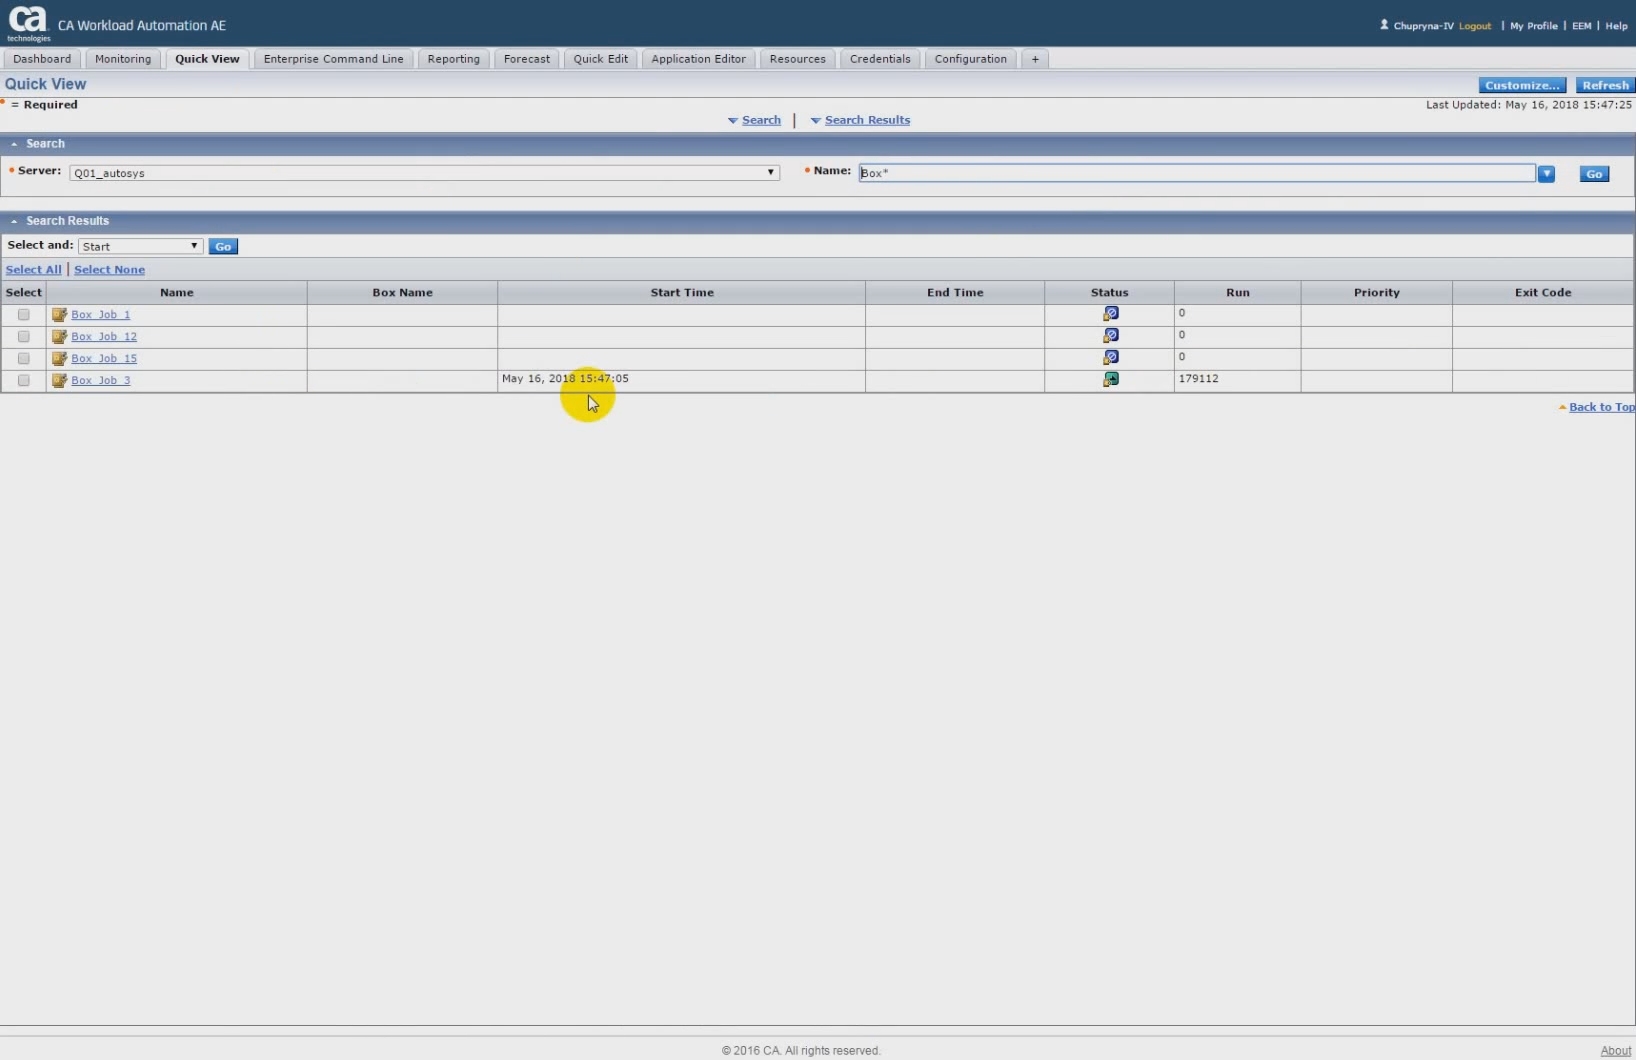 ca technologies CA Workload Automation AE
Chupryna-IV Logout | My Profile | EEM | Help
Dashboard Monitoring Quick View Enterprise Command Line Reporting Forecast Quick Edit Application Editor Resources Credentials Configuration +
Quick View
Customize... Refresh
= Required
Last Updated: May 16, 2018 15:47:25
Search | Search Results
Search
Server: Q01_autosys Name: Box* Go
Search Results
Select and: Start Go
Select All | Select None
Select Name Box Name Start Time End Time Status Run Priority Exit Code
Box_Job_1 0
Box_Job_12 0
Box_Job_15 0
Box_Job_3 May 16, 2018 15:47:05 179112
Back to Top
© 2016 CA. All rights reserved.
About